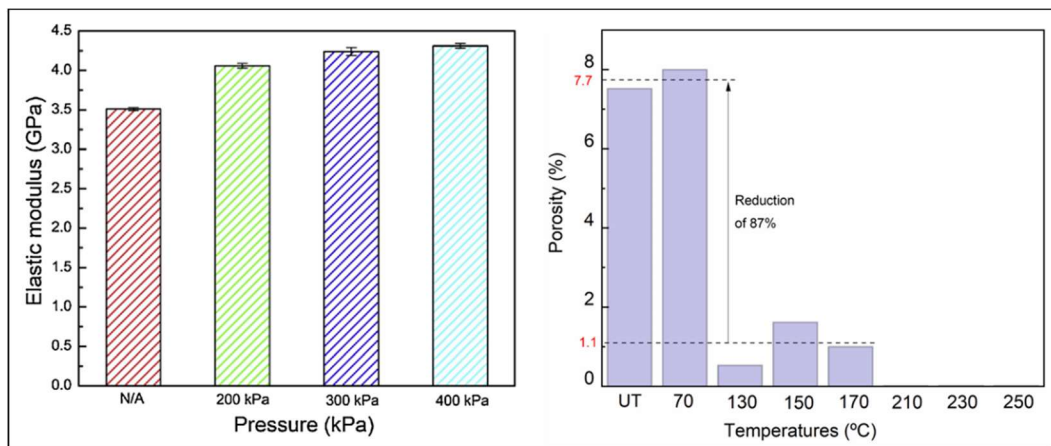 Elastic modulus (GPa)
4.5
4.0
3.5
3.0
2.5
2.0
1.5
1.0
0.5
0.0
N/A 200 kPa 300 kPa 400 kPa
Pressure (kPa)
Porosity (%)
8
7.7
6
4
2
1.1
0
Reduction
of 87%
UT 70 130 150 170 210 230 250
Temperatures (ºC)